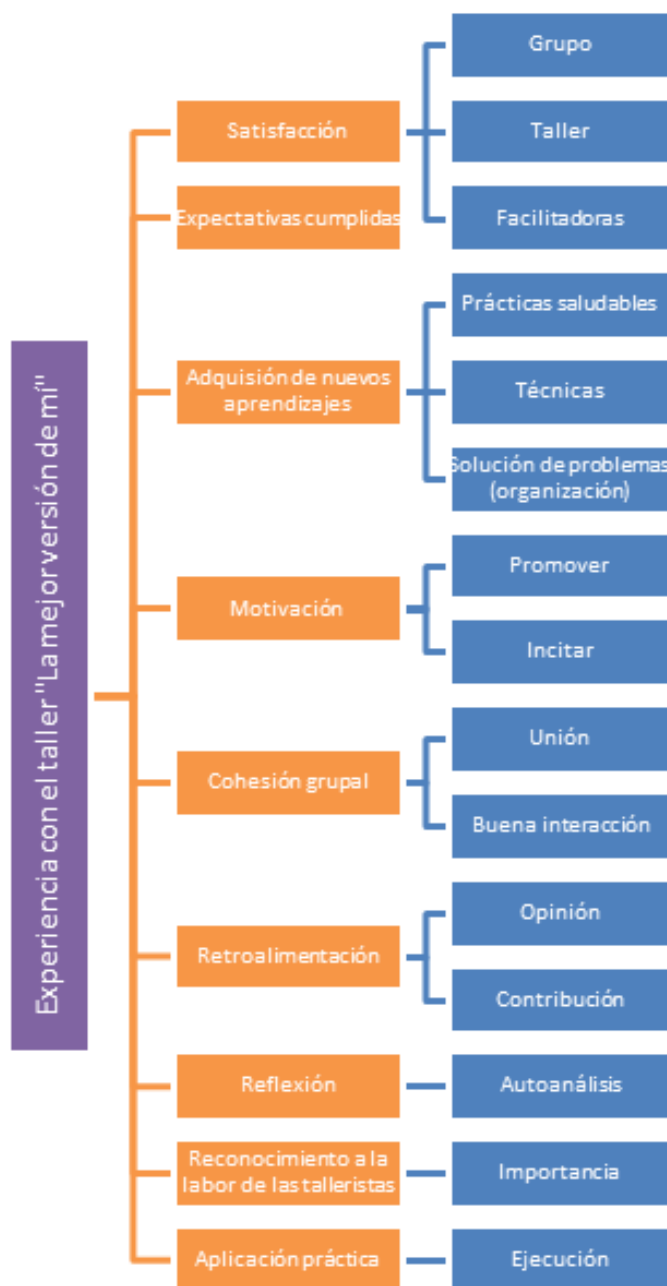 Experiencia con el taller "La mejor versión de mí"
Satisfacción
Grupo
Taller
Facilitadoras
Expectativas cumplidas
Adquisión de nuevos
aprendizajes
Prácticas saludables
Técnicas
Solución de problemas
(organización)
Motivación
Promover
Incitar
Cohesión grupal
Unión
Buena interacción
Retroalimentación
Opinión
Contribución
Reflexión
Autoanálisis
Reconocimiento a la
labor de las talleristas
Importancia
Aplicación práctica
Ejecución